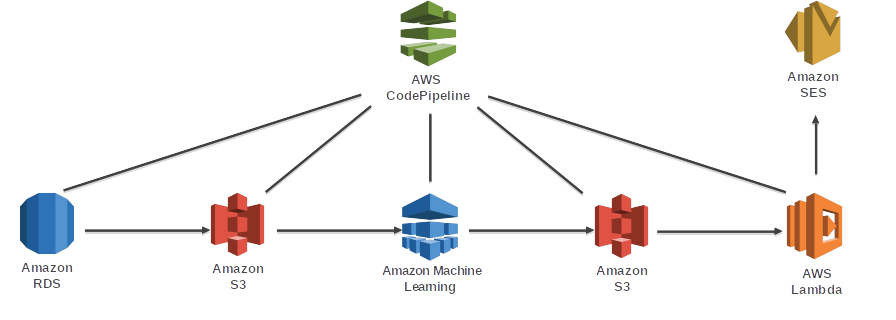 AWS
CodePipeline
Amazon
SES
Amazon
RDS
Amazon
S3
Amazon Machine
Learning
Amazon
S3
AWS
Lambda